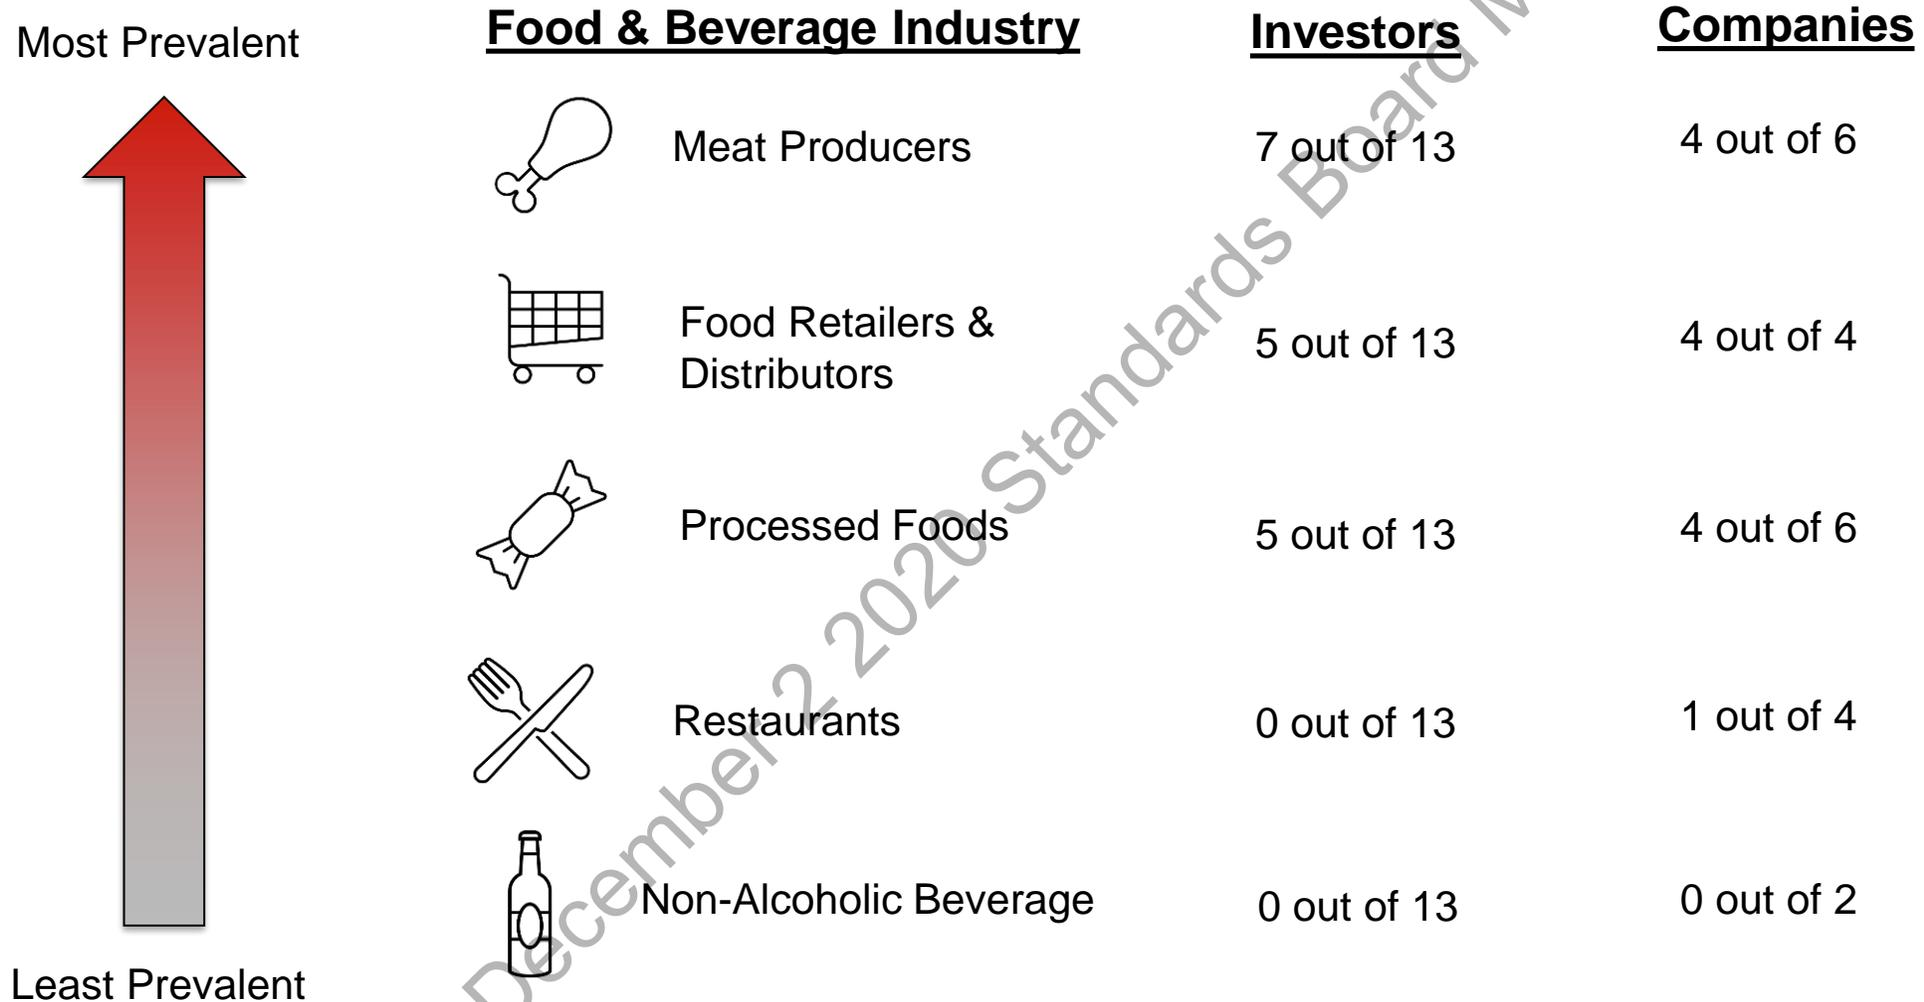 Most Prevalent
Food & Beverage Industry
Investors
Companies
Meat Producers
7 out of 13
4 out of 6
Food Retailers &
Distributors
5 out of 13
4 out of 4
Processed Foods
5 out of 13
4 out of 6
Restaurants
0 out of 13
1 out of 4
Non-Alcoholic Beverage
0 out of 13
0 out of 2
Least Prevalent
December 2 2020 Standards Board